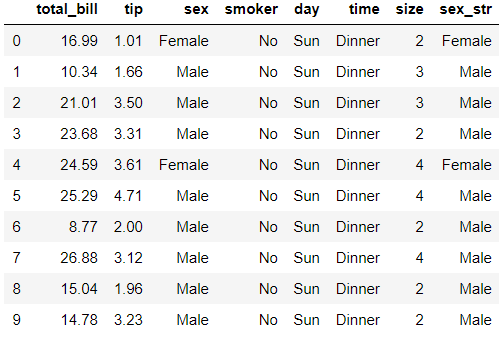 total_bill tip sex smoker day time size sex_str
0 16.99 1.01 Female No Sun Dinner 2 Female
1 10.34 1.66 Male No Sun Dinner 3 Male
2 21.01 3.50 Male No Sun Dinner 3 Male
3 23.68 3.31 Male No Sun Dinner 2 Male
4 24.59 3.61 Female No Sun Dinner 4 Female
5 25.29 4.71 Male No Sun Dinner 4 Male
6 8.77 2.00 Male No Sun Dinner 2 Male
7 26.88 3.12 Male No Sun Dinner 4 Male
8 15.04 1.96 Male No Sun Dinner 2 Male
9 14.78 3.23 Male No Sun Dinner 2 Male